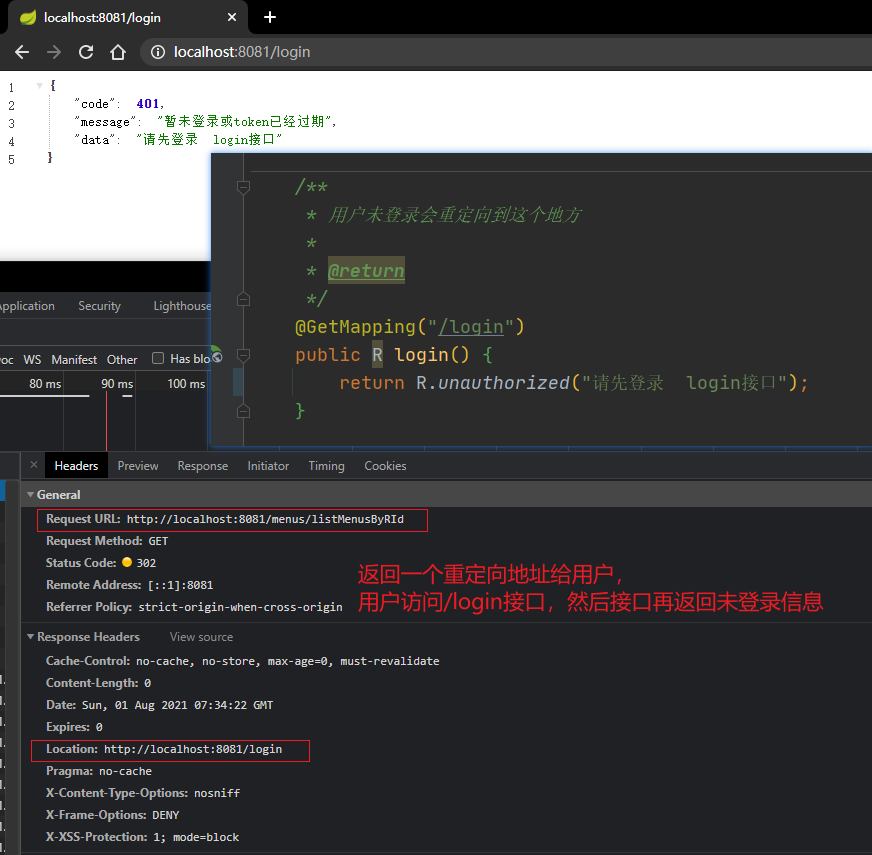 localhost:8081/login
localhost:8081/login
1 {
2 "code": 401,
3 "message": "暂未登录或token已经过期",
4 "data": "请先登录  login接口"
5 }
/**
* 用户未登录会重定向到这个地方
*
* @return
*/
@GetMapping("/login")
public R login() {
return R.unauthorized("请先登录  login接口");
}
Application Security Lighthouse
Doc WS Manifest Other Has blo
80 ms 90 ms 100 ms
Headers Preview Response Initiator Timing Cookies
General
Request URL: http://localhost:8081/menus/listMenusByRId
Request Method: GET
Status Code: 302
Remote Address: [::1]:8081
Referrer Policy: strict-origin-when-cross-origin
返回一个重定向地址给用户，
用户访问/login接口，然后接口再返回未登录信息
Response Headers View source
Cache-Control: no-cache, no-store, max-age=0, must-revalidate
Content-Length: 0
Date: Sun, 01 Aug 2021 07:34:22 GMT
Expires: 0
Location: http://localhost:8081/login
Pragma: no-cache
X-Content-Type-Options: nosniff
X-Frame-Options: DENY
X-XSS-Protection: 1; mode=block